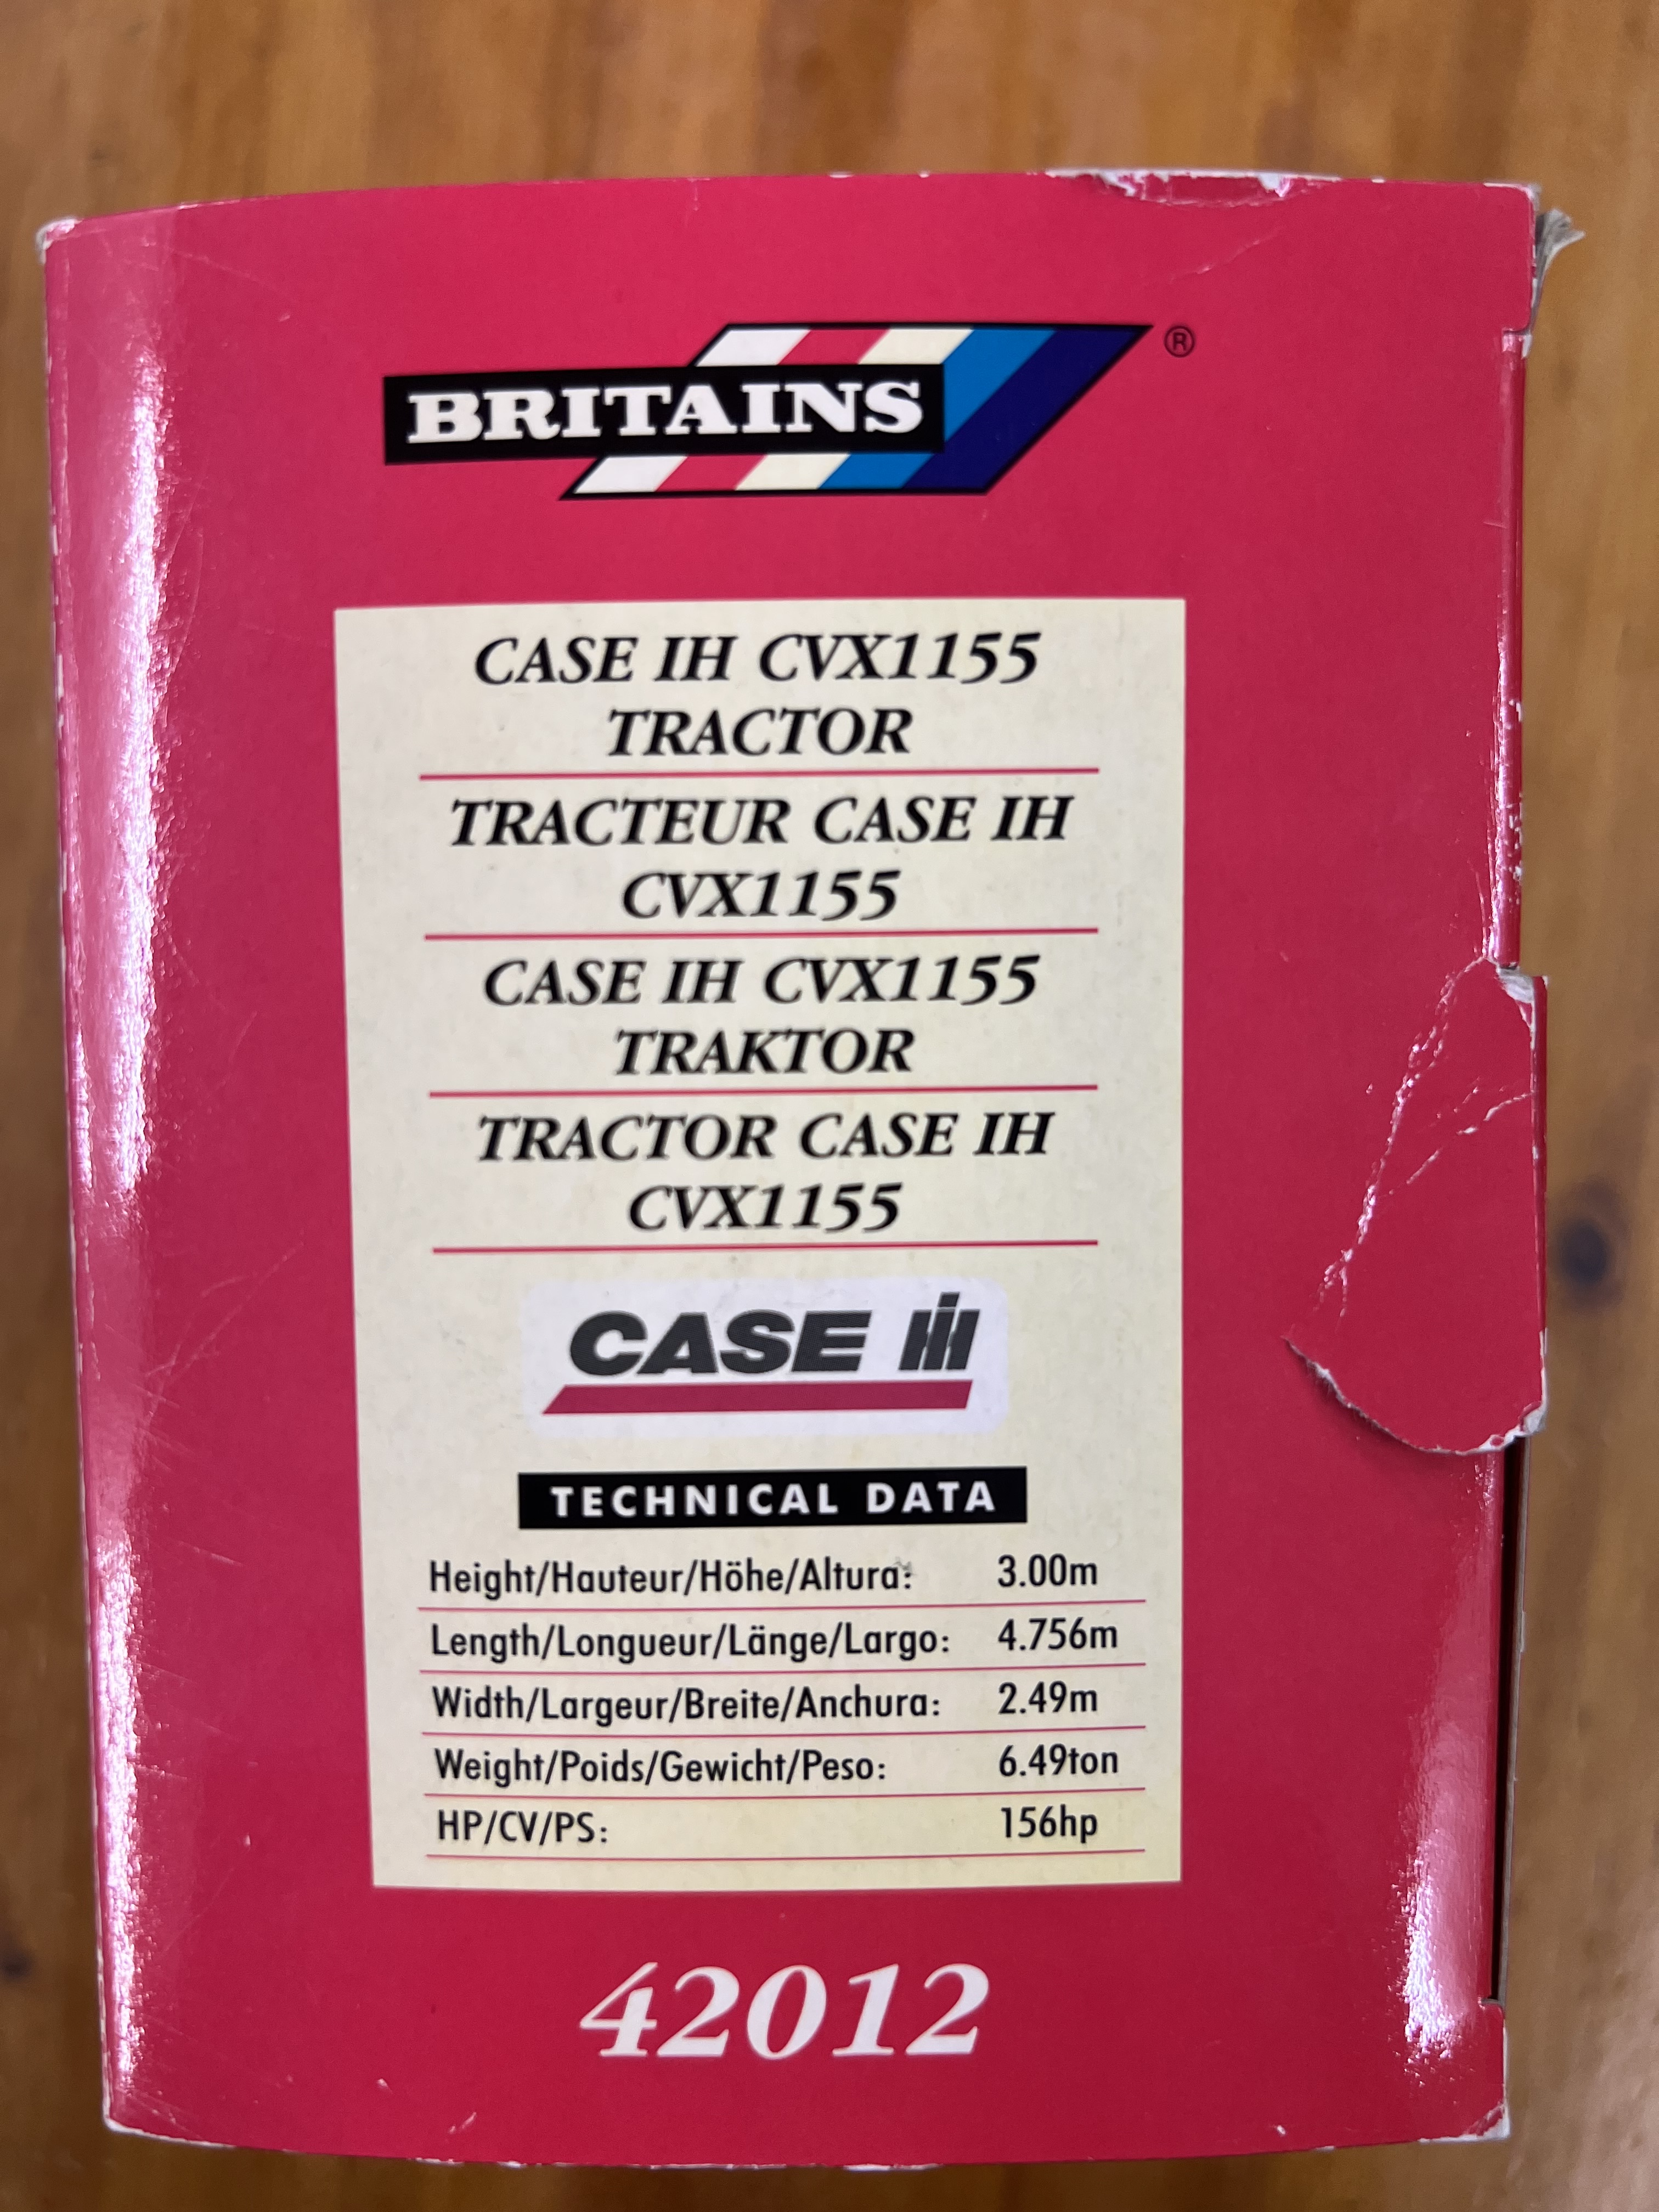 BRITAINS ®
CASE IH CVX1155
TRACTOR
TRACTEUR CASE IH
CVX1155
CASE IH CVX1155
TRAKTOR
TRACTOR CASE IH
CVX1155
CASE IH
TECHNICAL DATA
Height/Hauteur/Höhe/Altura: 3.00m
Length/Longueur/Länge/Largo: 4.756m
Width/Largeur/Breite/Anchura: 2.49m
Weight/Poids/Gewicht/Peso: 6.49ton
HP/CV/PS: 156hp
42012